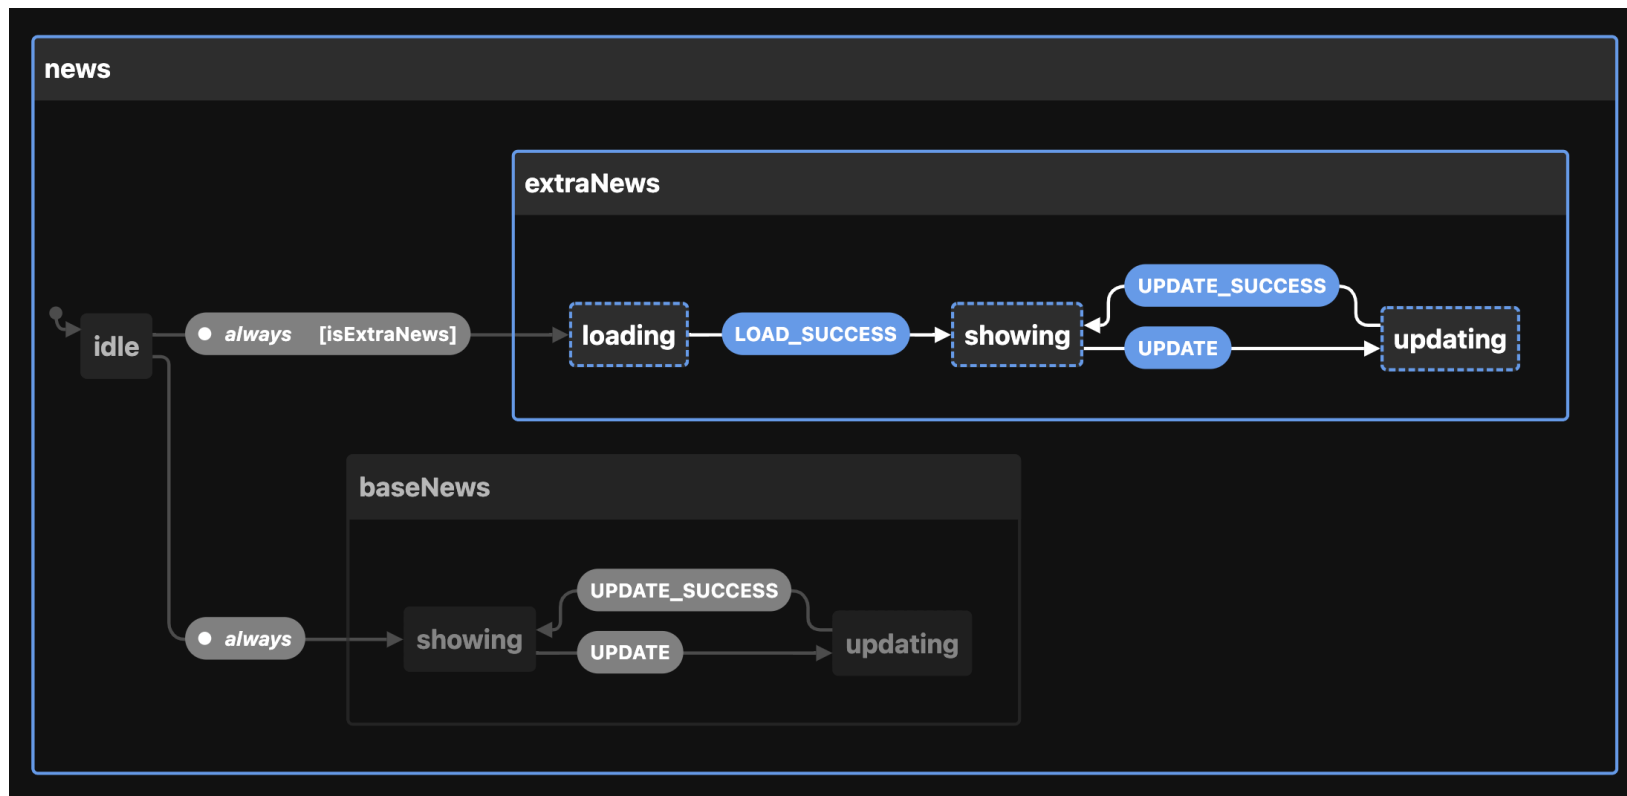 news
extraNews
UPDATE_SUCCESS
idle
always [isExtraNews]
loading
LOAD_SUCCESS
showing
UPDATE
updating
baseNews
UPDATE_SUCCESS
always
showing
UPDATE
updating